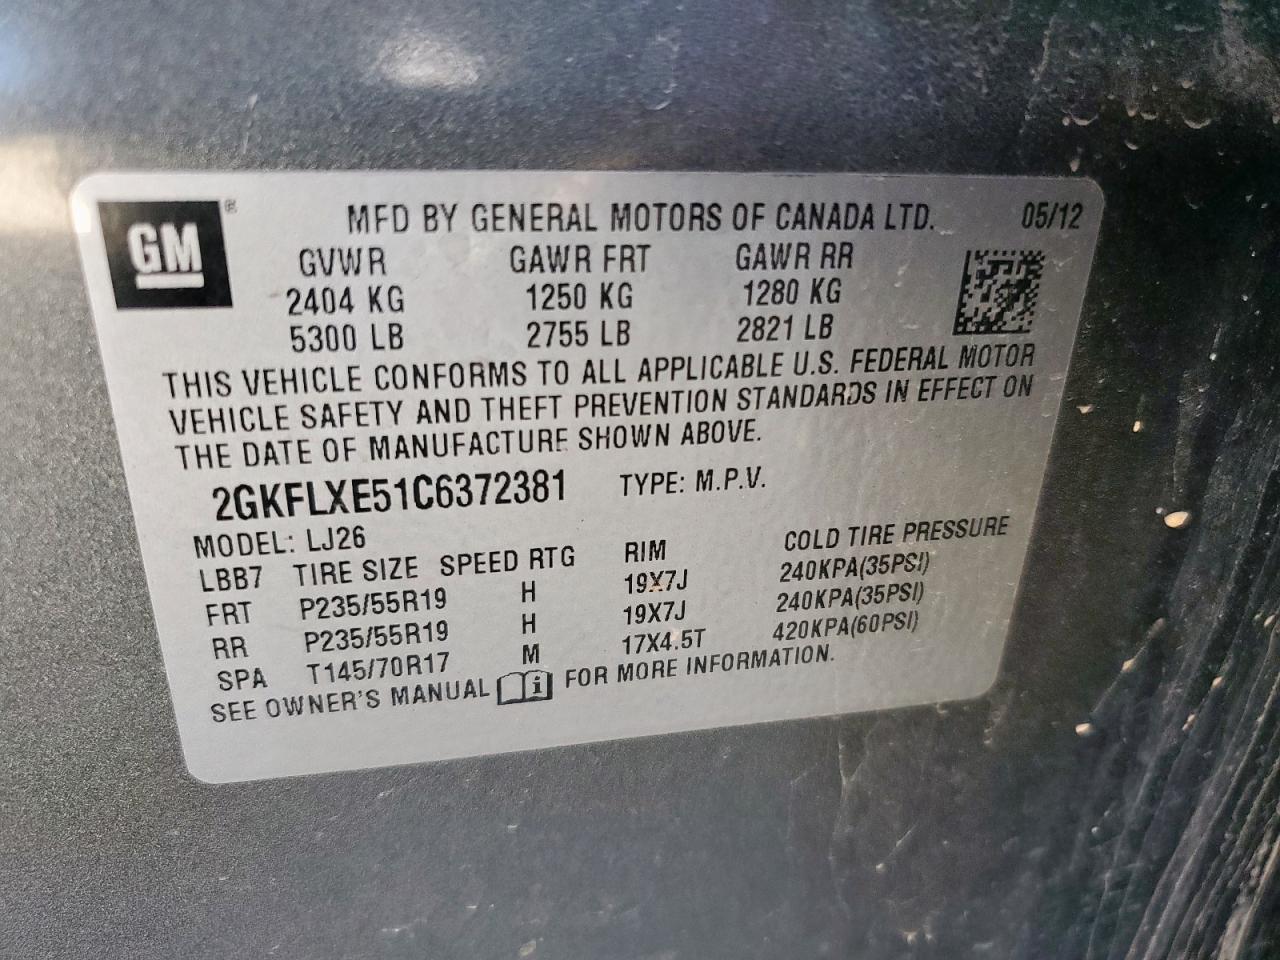 GM ® MFD BY GENERAL MOTORS OF CANADA LTD. 05/12
GVWR GAWR FRT GAWR RR
2404 KG 1250 KG 1280 KG
5300 LB 2755 LB 2821 LB
THIS VEHICLE CONFORMS TO ALL APPLICABLE U.S. FEDERAL MOTOR
VEHICLE SAFETY AND THEFT PREVENTION STANDARDS IN EFFECT ON
THE DATE OF MANUFACTURE SHOWN ABOVE.
2GKFLXE51C6372381 TYPE: M.P.V.
MODEL: LJ26
LBB7 TIRE SIZE SPEED RTG RIM COLD TIRE PRESSURE
FRT P235/55R19 H 19X7J 240KPA(35PSI)
RR P235/55R19 H 19X7J 240KPA(35PSI)
SPA T145/70R17 M 17X4.5T 420KPA(60PSI)
SEE OWNER'S MANUAL i FOR MORE INFORMATION.